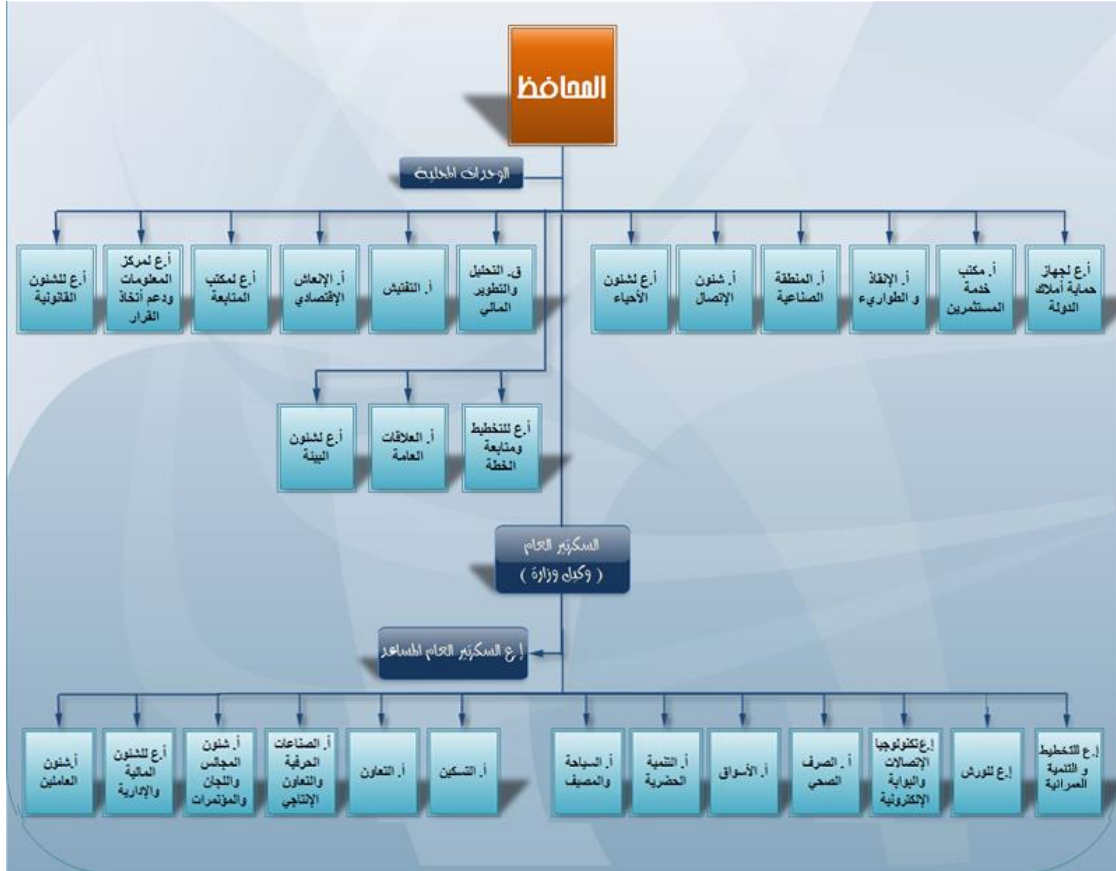 المحافظ
الوحدات المحلية
أ.ع لجهاز
حماية أملاك
الدولة
أ. مكتب
خدمة
المستثمرين
أ. الإنقاذ
و الطواريء
أ. المنطقة
الصناعية
أ. شئون
الإتصال
أ.ع لشئون
الأحياء
ق. التحليل
والتطوير
المالي
أ. التفتيش
أ. الإنعاش
الإقتصادي
أ.ع لمكتب
المتابعة
أ.ع لمركز
المعلومات
ودعم أتخاذ
القرار
أ.ع للشئون
القانونية
أ.ع للتخطيط
ومتابعة
الخطة
أ. العلاقات
العامة
أ.ع لشئون
البيئة
السكرتير العام
( وكيل وزارة )
إ ع السكرتير العام المساعد
إ.ع للتخطيط
و التنمية
العمرانية
إ.ع للورش
إ.ع تكنولوجيا
الإتصالات
والبوابة
الإلكترونية
أ. الصرف
الصحي
أ. الأسواق
أ. التنمية
الحضرية
أ. السياحة
والمصيف
أ. التسكين
أ. التعاون
أ. الصناعات
الحرفية
والتعاون
الإنتاجي
أ. شئون
المجالس
واللجان
والمؤتمرات
أ.ع للشئون
المالية
والإدارية
أ.شئون
العاملين